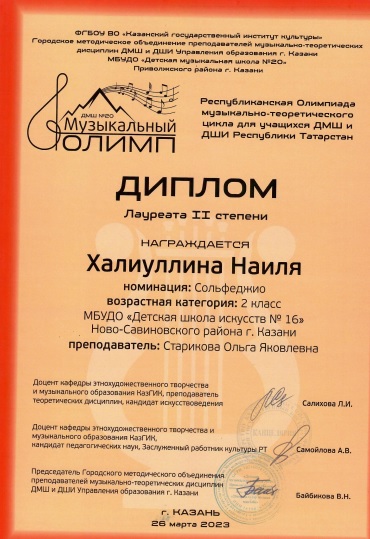 ФГБОУ ВО «Казанский государственный институт культуры»
Городское методическое объединение преподавателей музыкально-теоретических
дисциплин ДМШ и ДШИ Управления образования г. Казани
МБУДО «Детская музыкальная школа №20»
Приволжского района г. Казани
ДМШ №20
Музыкальный
ОЛИМП
Республиканская Олимпиада
музыкально-теоретического
цикла для учащихся ДМШ и
ДШИ Республики Татарстан
ДИПЛОМ
Лауреата II степени
НАГРАЖДАЕТСЯ
Халиуллина Наиля
номинация: Сольфеджио
возрастная категория: 2 класс
МБУДО «Детская школа искусств № 16»
Ново-Савиновского района г. Казани
преподаватель: Старикова Ольга Яковлевна
Доцент кафедры этнохудожественного творчества
и музыкального образования КазГИК, преподаватель
теоретических дисциплин, кандидат искусствоведения
Салихова Л.И.
Доцент кафедры этнохудожественного творчества и
музыкального образования КазГИК,
кандидат педагогических наук, Заслуженный работник культуры РТ
Самойлова А.В.
Председатель Городского методического объединения
преподавателей музыкально-теоретических дисциплин
ДМШ и ДШИ Управления образования г. Казани
Байбикова В.Н.
г. КАЗАНЬ
26 марта 2023